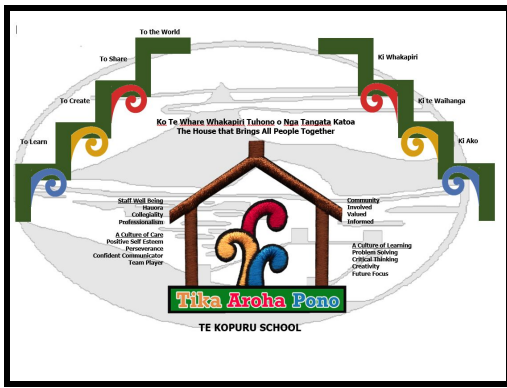 To the World
To Share
To Create
To Learn
Ki Whakapiri
Ki te Waihanga
Ki Ako
Ko Te Whare Whakapiri Tuhono o Nga Tangata Katoa
The House that Brings All People Together
Staff Well Being
Hauora
Collegiality
Professionalism
A Culture of Care
Positive Self Esteem
Perseverance
Confident Communicator
Team Player
Community
Involved
Valued
Informed
A Culture of Learning
Problem Solving
Critical Thinking
Creativity
Future Focus
Tika Aroha Pono
TE KOPURU SCHOOL